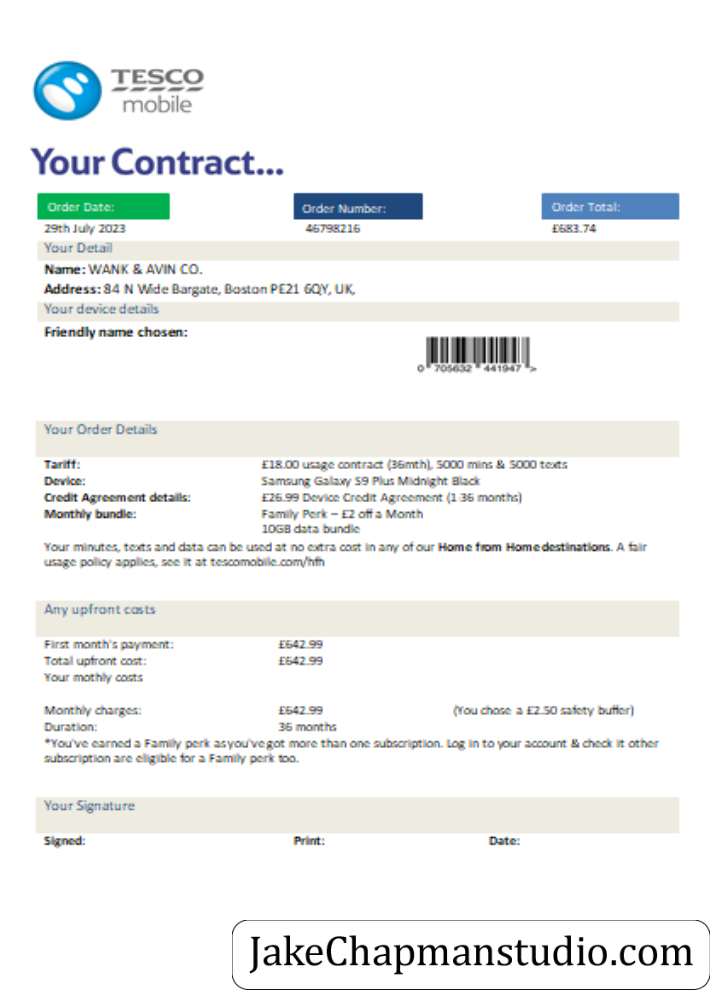 TESCO
mobile
Your Contract...
Order Date: Order Number: Order Total:
29th July 2023 46798216 £683.74
Your Detail
Name: WANK & AVIN CO.
Address: 84 N Wide Bargate, Boston PE21 6QY, UK,
Your device details
Friendly name chosen:
0 705632 441947 >
Your Order Details
Tariff: £18.00 usage contract (36mth), 5000 mins & 5000 texts
Device: Samsung Galaxy S9 Plus Midnight Black
Credit Agreement details: £26.99 Device Credit Agreement (1 36 months)
Monthly bundle: Family Perk – £2 off a Month
10GB data bundle
Your minutes, texts and data can be used at no extra cost in any of our Home from Home destinations. A fair
usage policy applies, see it at tescomobile.com/hfh
Any upfront costs
First month's payment: £642.99
Total upfront cost: £642.99
Your mothly costs
Monthly charges: £642.99 (You chose a £2.50 safety buffer)
Duration: 36 months
*You've earned a Family perk as you've got more than one subscription. Log in to your account & check it other
subscription are eligible for a Family perk too.
Your Signature
Signed: Print: Date:
JakeChapmanstudio.com